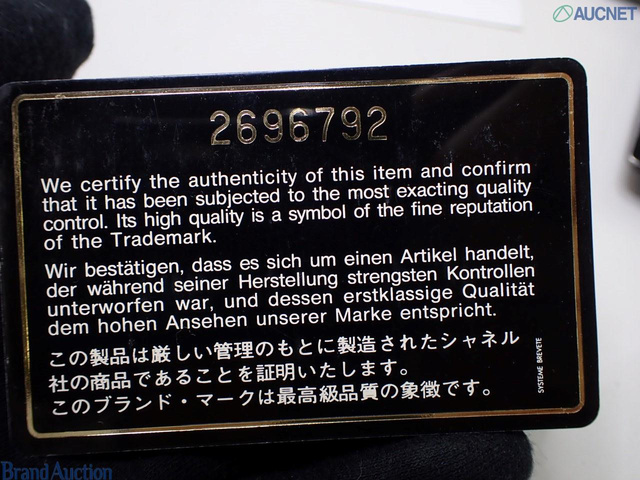 AUCNET
2696792
We certify the authenticity of this item and confirm
that it has been subjected to the most exacting quality
control. Its high quality is a symbol of the fine reputation
of the Trademark.
Wir bestätigen, dass es sich um einen Artikel handelt,
der während seiner Herstellung strengsten Kontrollen
unterworfen war, und dessen erstklassige Qualität
dem hohen Ansehen unserer Marke entspricht.
この製品は厳しい管理のもとに製造されたシャネル
社の商品であることを証明いたします。
このブランド・マークは最高級品質の象徴です。
SYSTEME BREVETE
Brand Auction